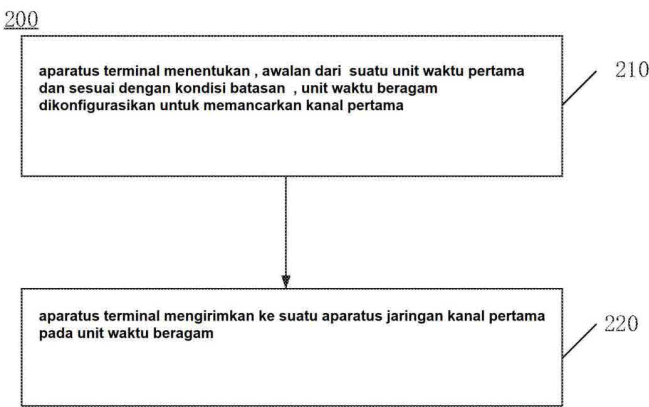 200
aparatus terminal menentukan , awalan dari suatu unit waktu pertama
dan sesuai dengan kondisi batasan , unit waktu beragam
dikonfigurasikan untuk memancarkan kanal pertama
210
aparatus terminal mengirimkan ke suatu aparatus jaringan kanal pertama
pada unit waktu beragam
220